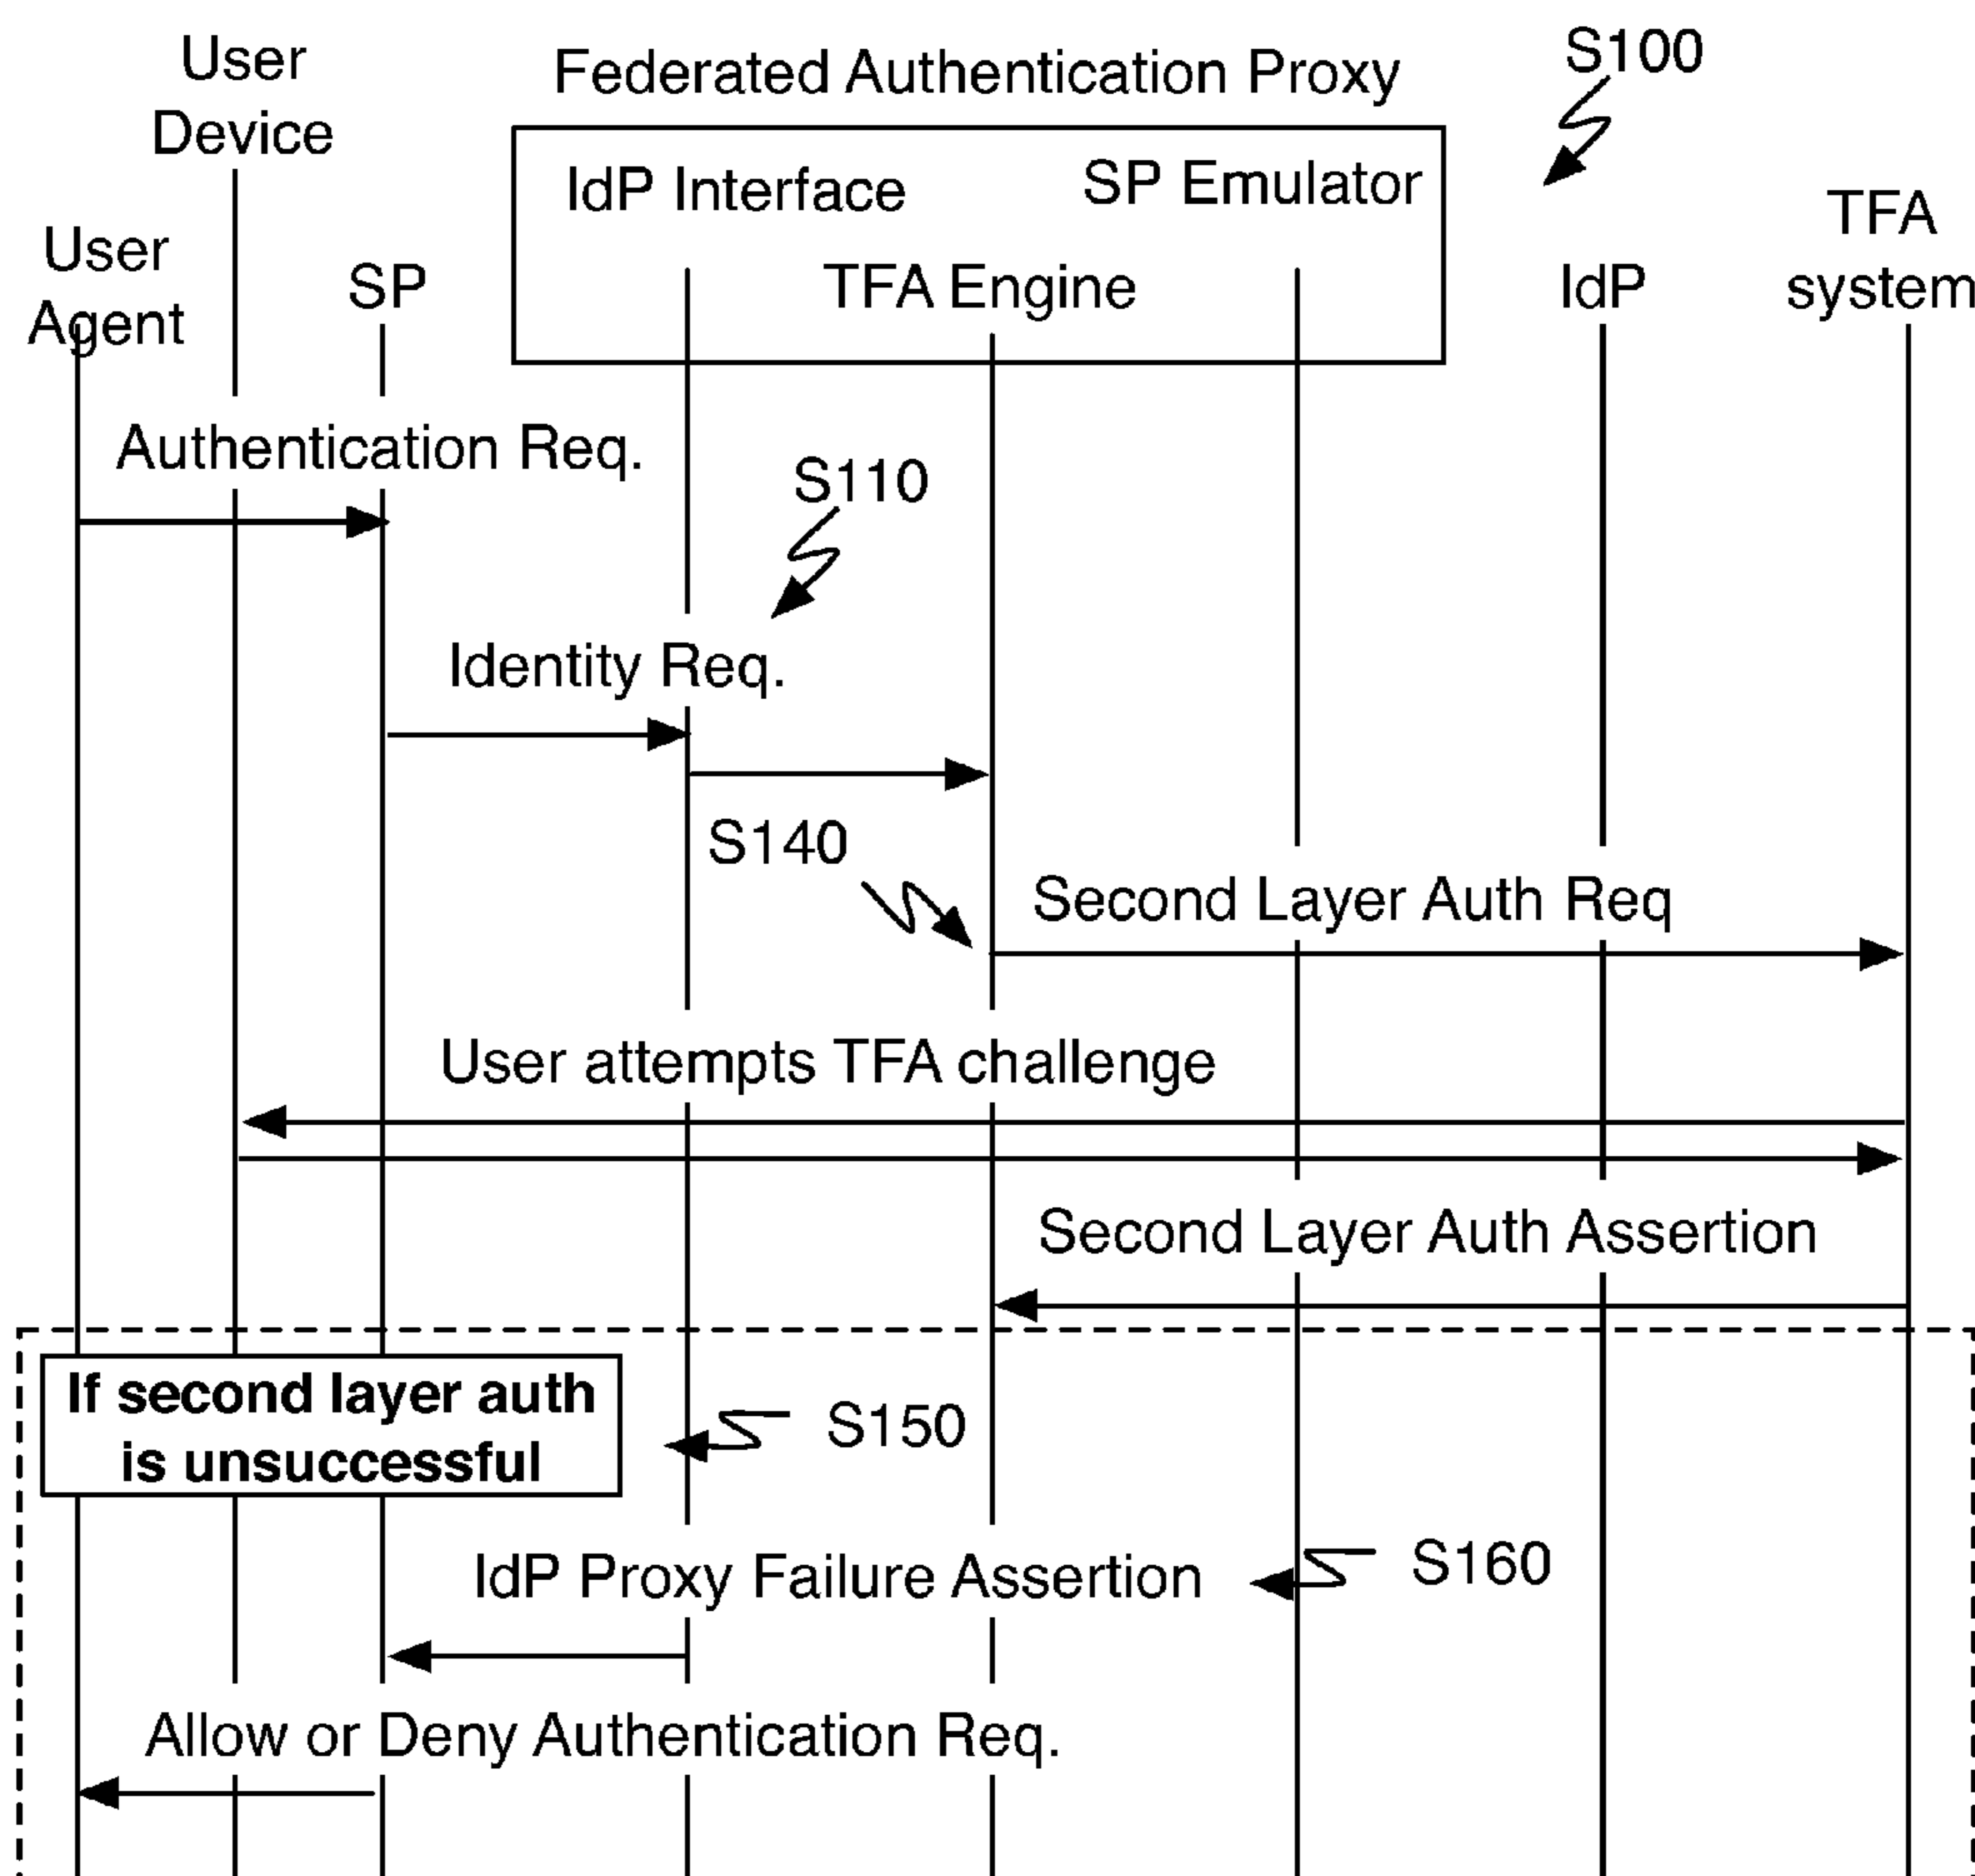 User
Device
Federated Authentication Proxy
S100
IdP Interface
SP Emulator
TFA
system
User
Agent
SP
TFA Engine
IdP
Authentication Req.
S110
Identity Req.
S140
Second Layer Auth Req
User attempts TFA challenge
Second Layer Auth Assertion
If second layer auth
is unsuccessful
S150
IdP Proxy Failure Assertion
S160
Allow or Deny Authentication Req.